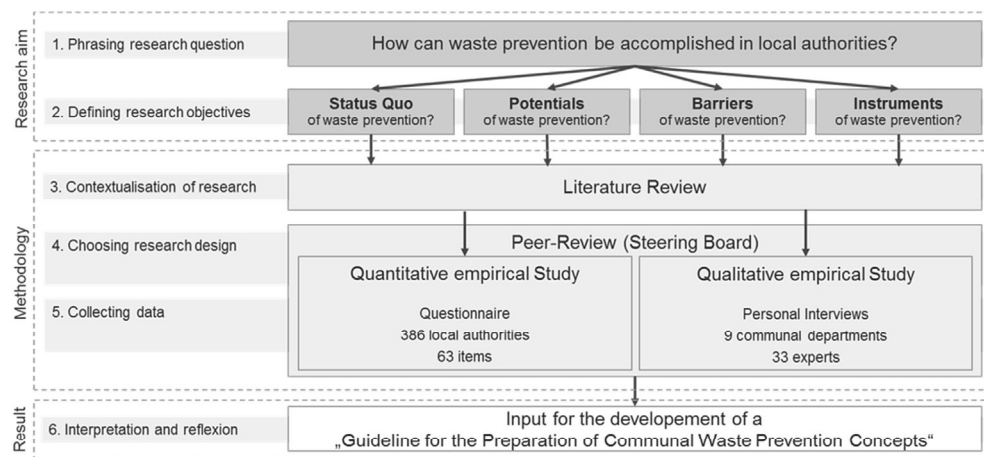 Research aim
1. Phrasing research question
How can waste prevention be accomplished in local authorities?
2. Defining research objectives
Status Quo
of waste prevention?
Potentials
of waste prevention?
Barriers
of waste prevention?
Instruments
of waste prevention?
Methodology
3. Contextualisation of research
Literature Review
4. Choosing research design
Peer-Review (Steering Board)
Quantitative empirical Study
Qualitative empirical Study
5. Collecting data
Questionnaire
386 local authorities
63 items
Personal Interviews
9 communal departments
33 experts
Result
6. Interpretation and reflexion
Input for the developement of a
„Guideline for the Preparation of Communal Waste Prevention Concepts“